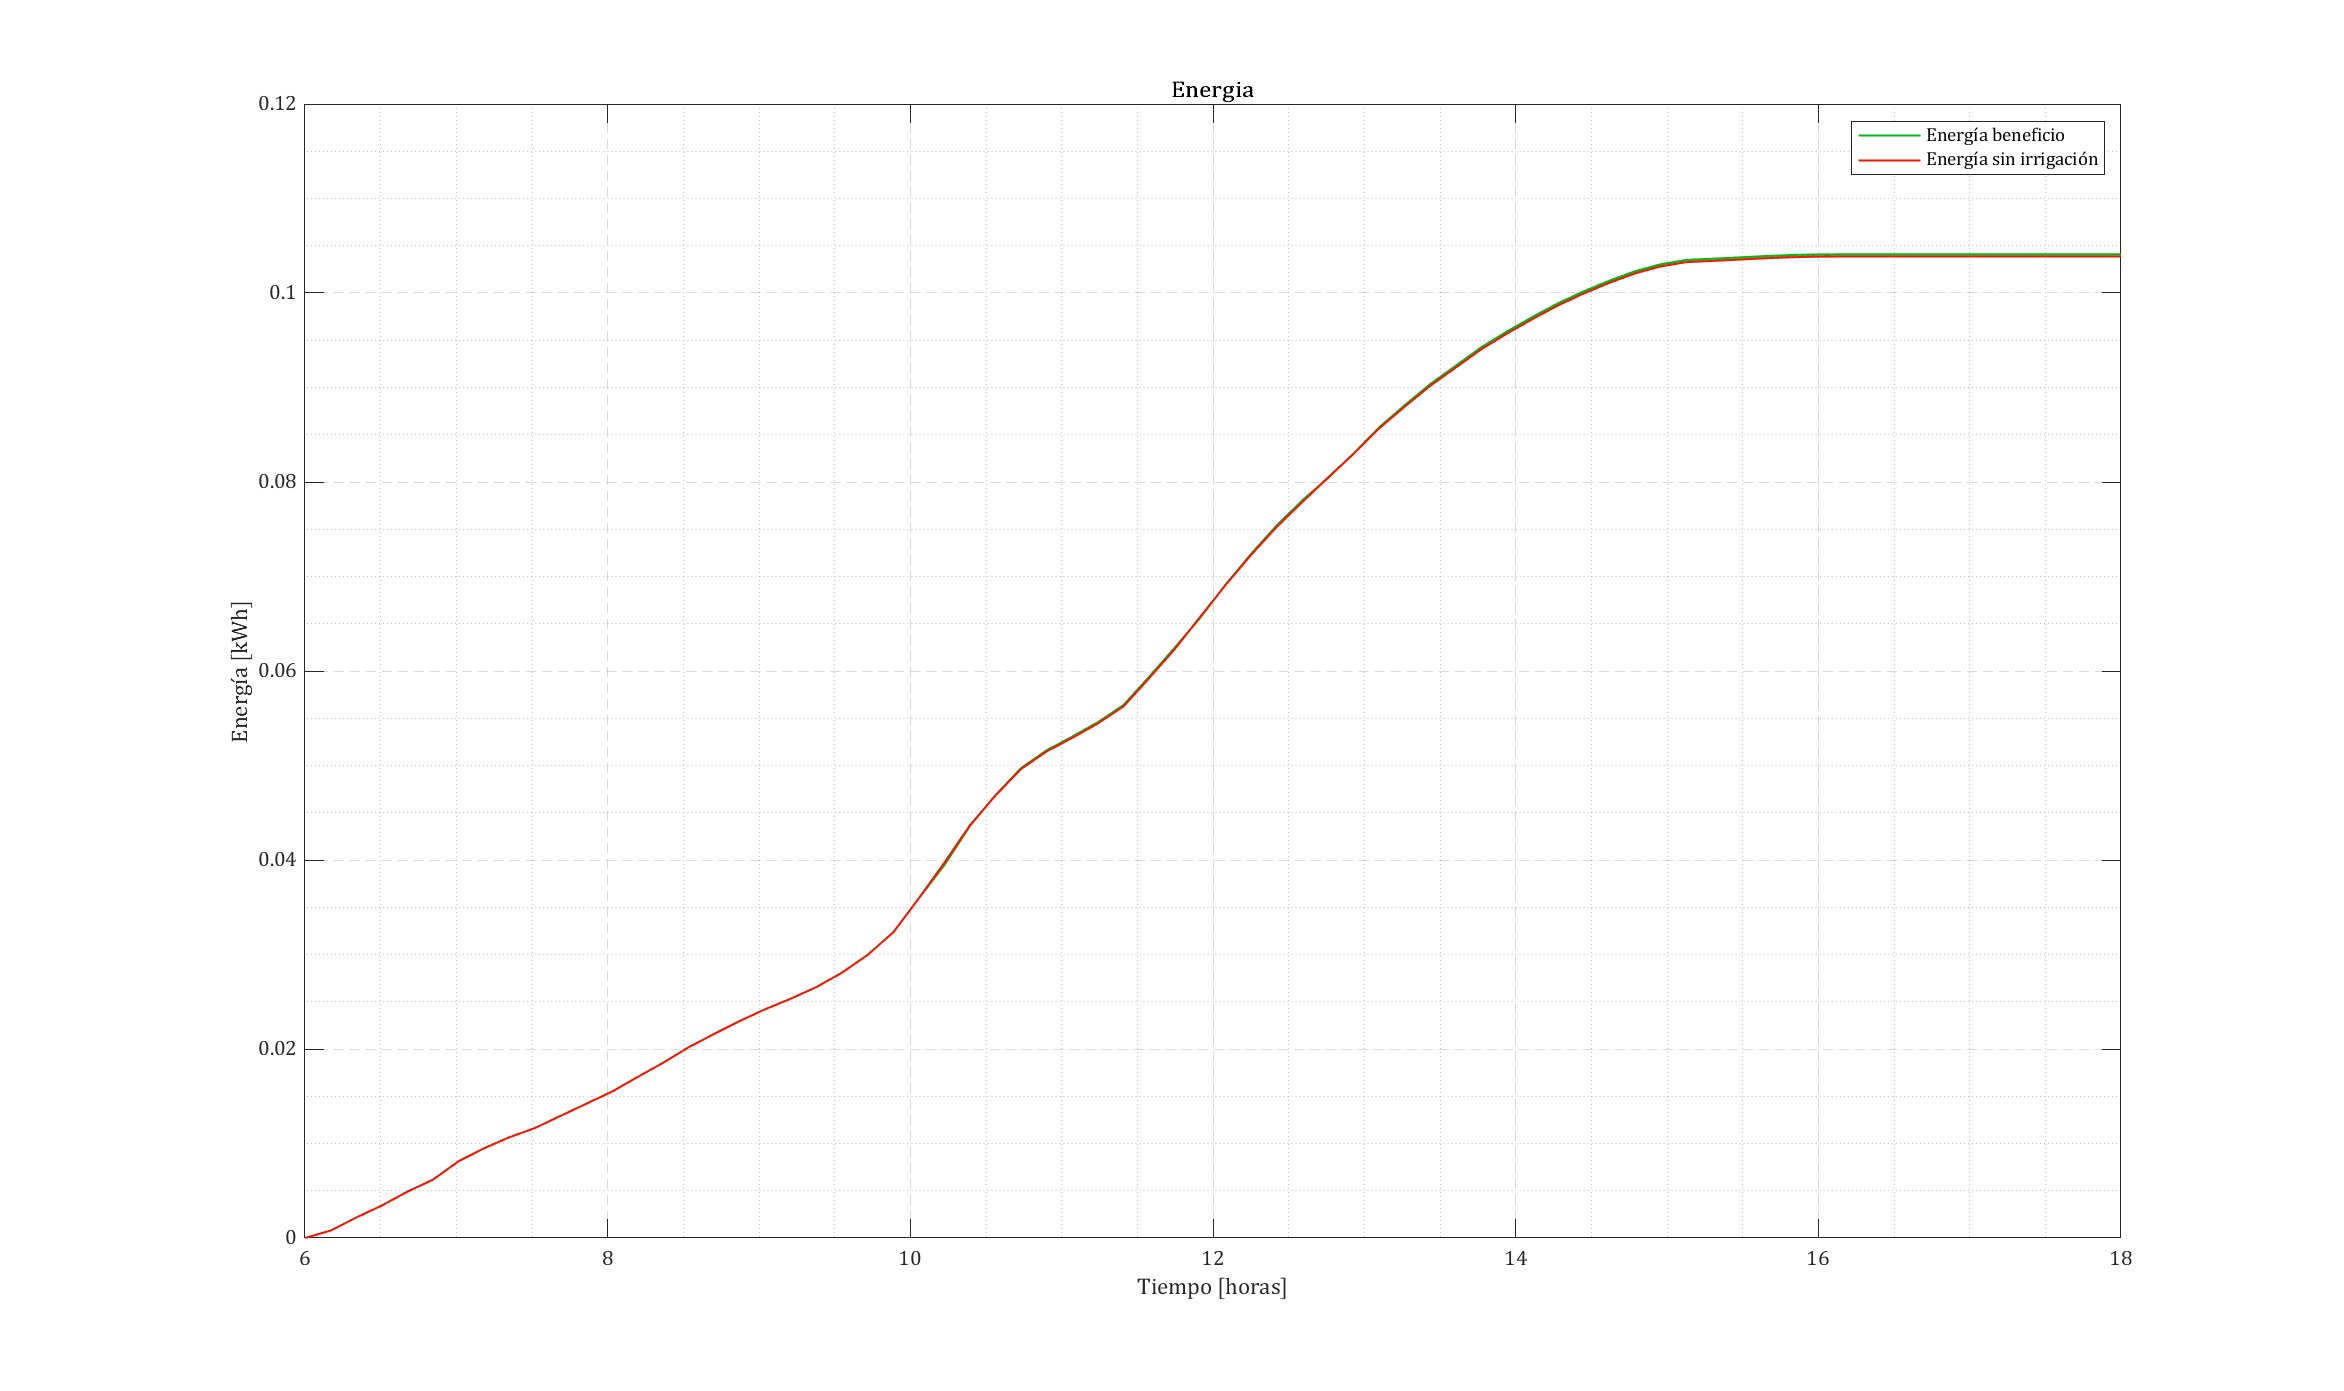 Energia
0.12
0.1
0.08
0.06
0.04
0.02
0
Energía [kWh]
6 8 10 12 14 16 18
Tiempo [horas]
Energía beneficio
Energía sin irrigación